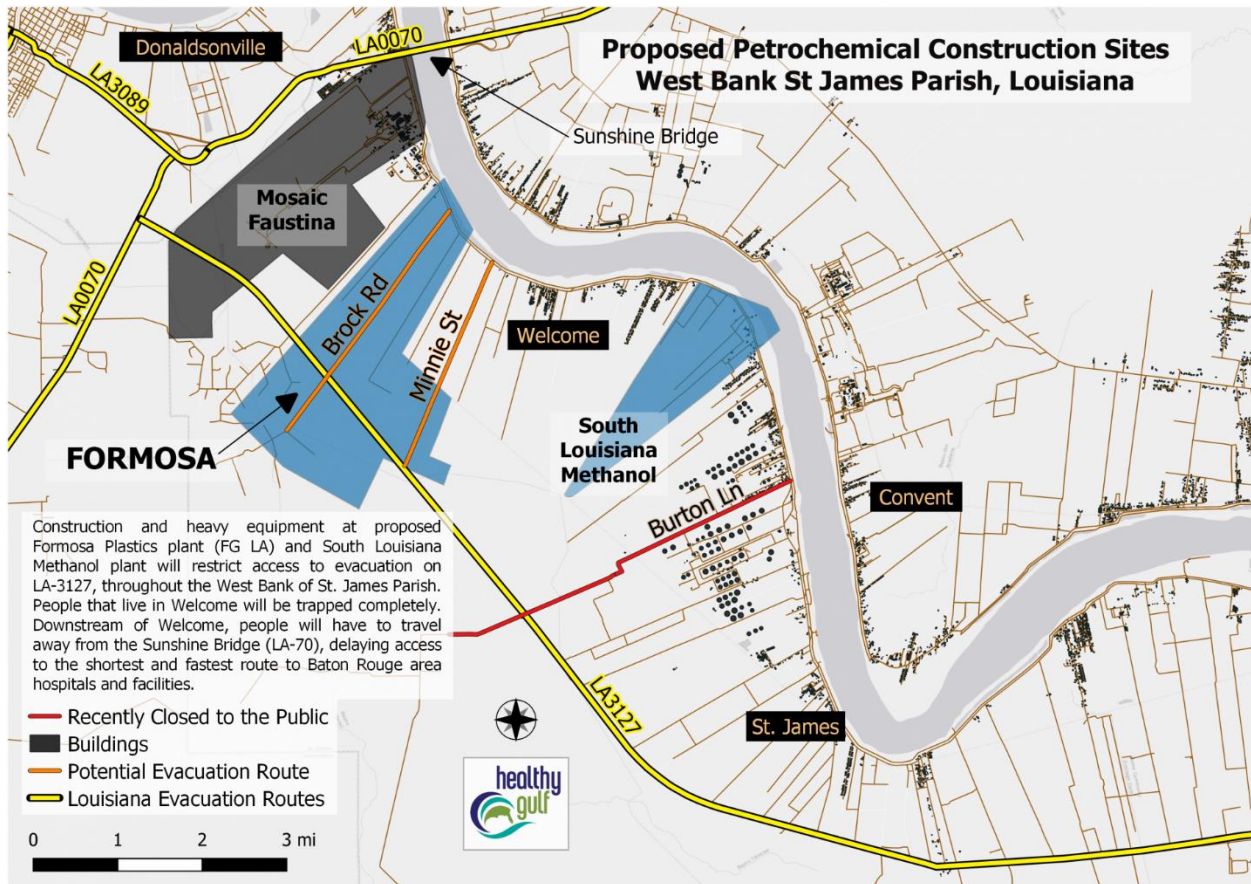 Donaldsonville
LA0070
Proposed Petrochemical Construction Sites
West Bank St James Parish, Louisiana
LA3089
Sunshine Bridge
Mosaic
Faustina
LA0070
Brock Rd
Minnie St
Welcome
FORMOSA
South
Louisiana
Methanol
Burton Ln
Convent
Construction and heavy equipment at proposed
Formosa Plastics plant (FG LA) and South Louisiana
Methanol plant will restrict access to evacuation on
LA-3127, throughout the West Bank of St. James Parish.
People that live in Welcome will be trapped completely.
Downstream of Welcome, people will have to travel
away from the Sunshine Bridge (LA-70), delaying access
to the shortest and fastest route to Baton Rouge area
hospitals and facilities.
LA3127
St. James
Recently Closed to the Public
Buildings
Potential Evacuation Route
Louisiana Evacuation Routes
healthy
gulf
0 1 2 3 mi